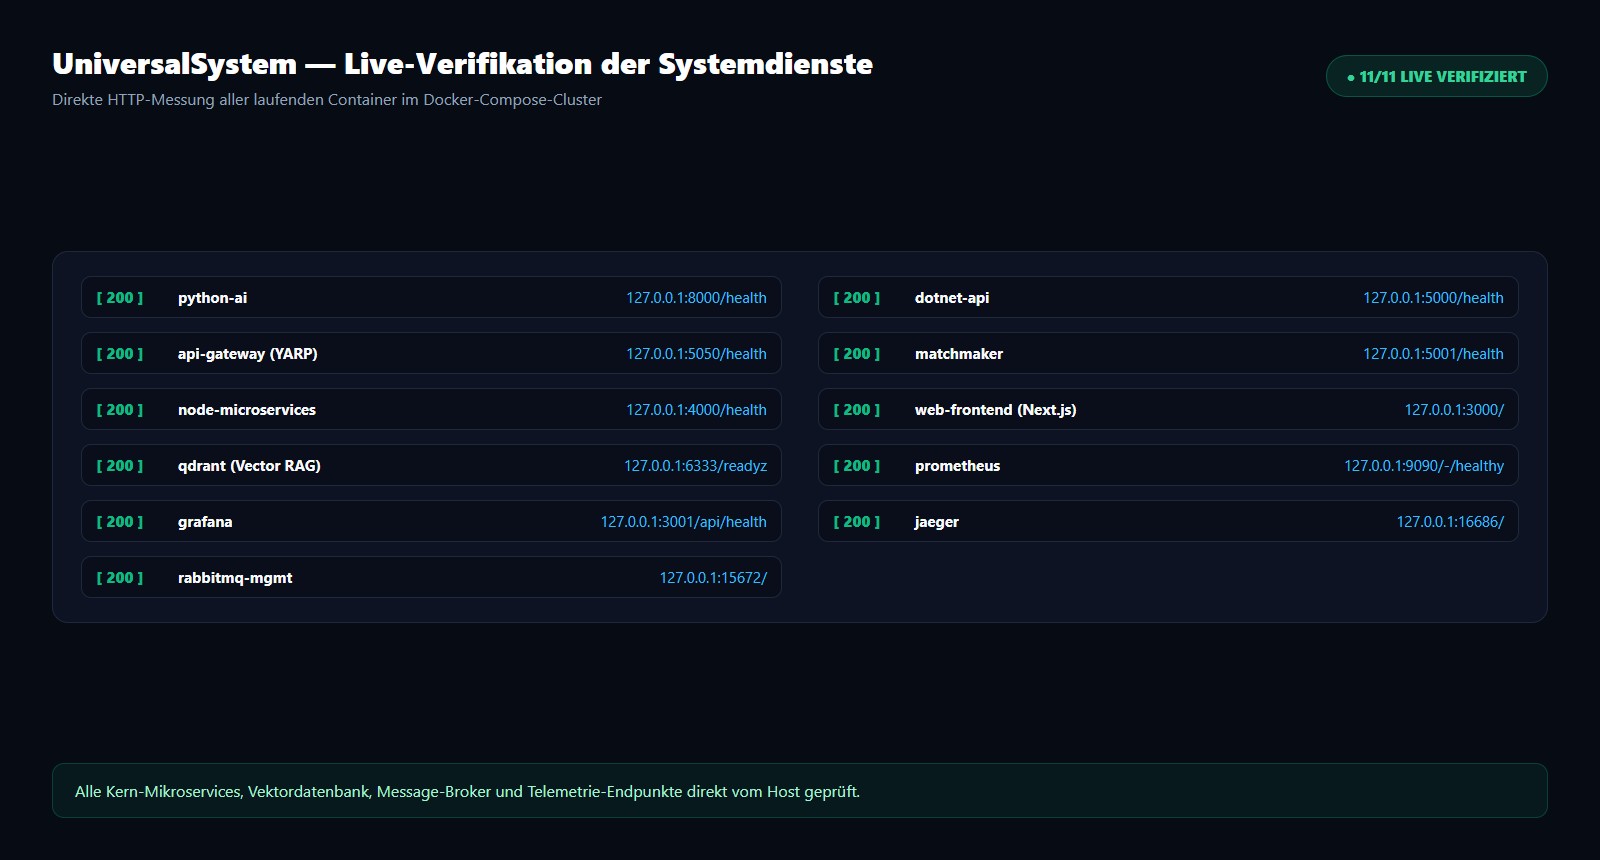 UniversalSystem — Live-Verifikation der Systemdienste
Direkte HTTP-Messung aller laufenden Container im Docker-Compose-Cluster
● 11/11 LIVE VERIFIZIERT
[ 200 ] python-ai 127.0.0.1:8000/health
[ 200 ] dotnet-api 127.0.0.1:5000/health
[ 200 ] api-gateway (YARP) 127.0.0.1:5050/health
[ 200 ] matchmaker 127.0.0.1:5001/health
[ 200 ] node-microservices 127.0.0.1:4000/health
[ 200 ] web-frontend (Next.js) 127.0.0.1:3000/
[ 200 ] qdrant (Vector RAG) 127.0.0.1:6333/readyz
[ 200 ] prometheus 127.0.0.1:9090/-/healthy
[ 200 ] grafana 127.0.0.1:3001/api/health
[ 200 ] jaeger 127.0.0.1:16686/
[ 200 ] rabbitmq-mgmt 127.0.0.1:15672/
Alle Kern-Mikroservices, Vektordatenbank, Message-Broker und Telemetrie-Endpunkte direkt vom Host geprüft.